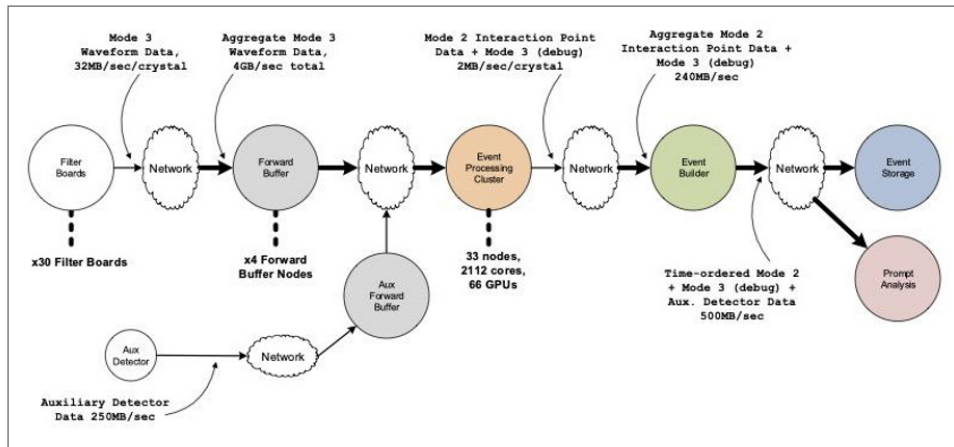 Mode 3
Waveform Data,
32MB/sec/crystal
Aggregate Mode 3
Waveform Data,
4GB/sec total
Mode 2 Interaction Point
Data + Mode 3 (debug)
2MB/sec/crystal
Aggregate Mode 2
Interaction Point Data +
Mode 3 (debug)
240MB/sec
Filter
Boards
Network
Forward
Buffer
Network
Event
Processing
Cluster
Network
Event
Builder
Network
Event
Storage
x30 Filter Boards
x4 Forward
Buffer Nodes
33 nodes,
2112 cores,
66 GPUs
Aux
Forward
Buffer
Time-ordered Mode 2
+ Mode 3 (debug) +
Aux. Detector Data
500MB/sec
Prompt
Analysis
Aux
Detector
Network
Auxiliary Detector
Data 250MB/sec